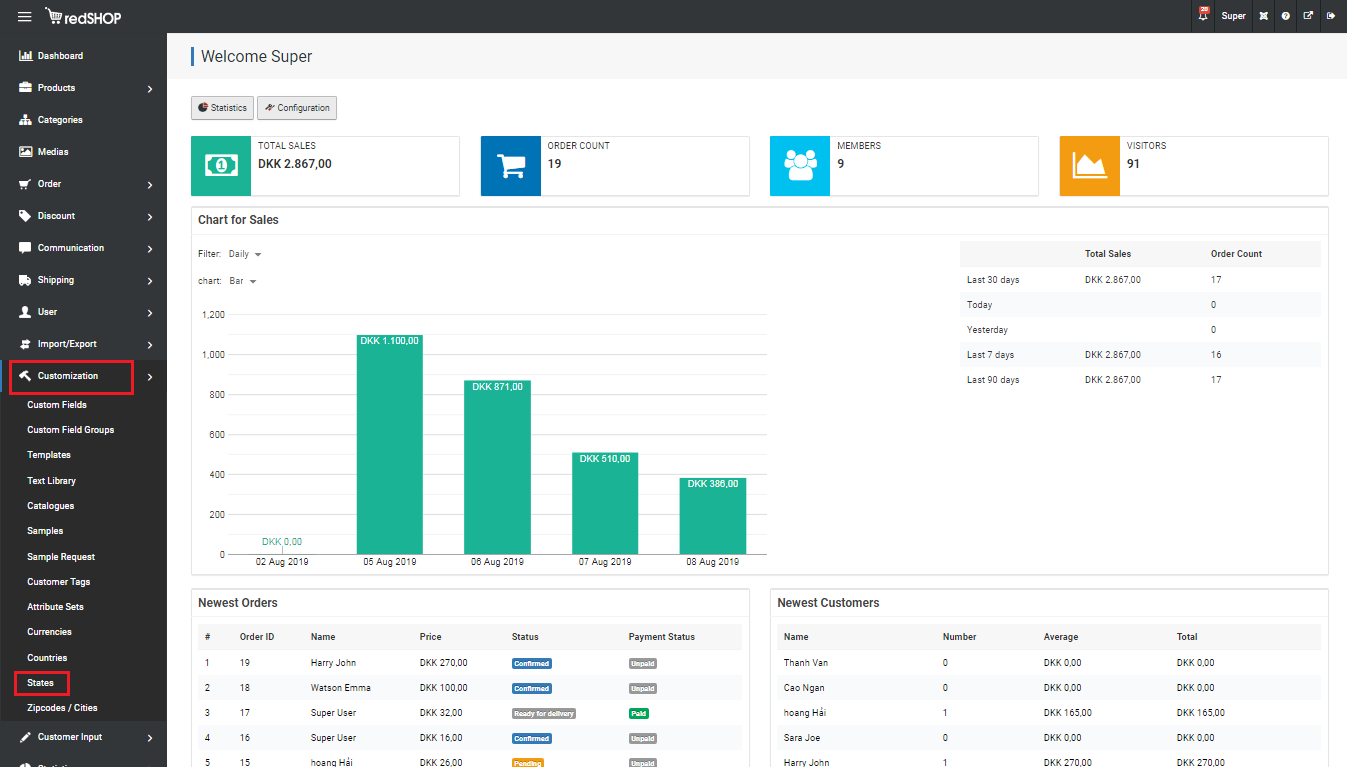 redSHOP
20
Super
Dashboard
Products
Categories
Medias
Order
Discount
Communication
Shipping
User
Import/Export
Customization
Custom Fields
Custom Field Groups
Templates
Text Library
Catalogues
Samples
Sample Request
Customer Tags
Attribute Sets
Currencies
Countries
States
Zipcodes / Cities
Customer Input
Welcome Super
Statistics Configuration
TOTAL SALES
DKK 2.867,00
ORDER COUNT
19
MEMBERS
9
VISITORS
91
Chart for Sales
Filter: Daily
chart: Bar
1,200
1,000
800
600
400
200
0
DKK 0,00
DKK 1.100,00
DKK 871,00
DKK 510,00
DKK 386,00
02 Aug 2019 05 Aug 2019 06 Aug 2019 07 Aug 2019 08 Aug 2019
Total Sales Order Count
Last 30 days DKK 2.867,00 17
Today 0
Yesterday 0
Last 7 days DKK 2.867,00 16
Last 90 days DKK 2.867,00 17
Newest Orders
# Order ID Name Price Status Payment Status
1 19 Harry John DKK 270,00 Confirmed Unpaid
2 18 Watson Emma DKK 100,00 Confirmed Unpaid
3 17 Super User DKK 32,00 Ready for delivery Paid
4 16 Super User DKK 16,00 Confirmed Unpaid
5 15 hoang Hải DKK 26,00 Pending Unpaid
Newest Customers
Name Number Average Total
Thanh Van 0 DKK 0,00 DKK 0,00
Cao Ngan 0 DKK 0,00 DKK 0,00
hoang Hải 1 DKK 165,00 DKK 165,00
Sara Joe 0 DKK 0,00 DKK 0,00
Harry John 1 DKK 270,00 DKK 270,00